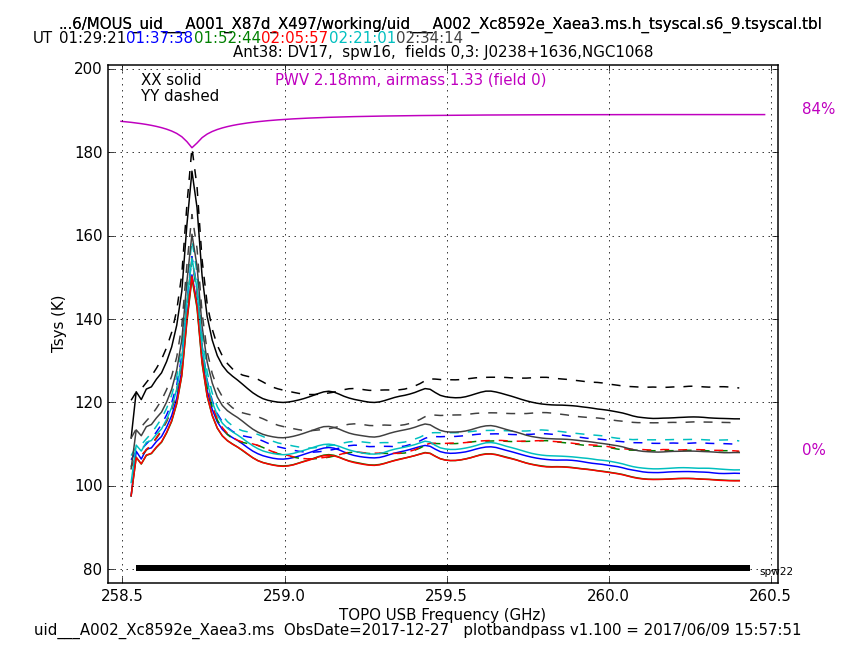 ...6/MOUS_uid___A001_X87d_X497/working/uid___A002_Xc8592e_Xaea3.ms.h_tsyscal.s6_9.tsyscal.tbl
UT 01:29:21 01:37:38 01:52:44 02:05:57 02:21:01 02:34:14
Ant38: DV17, spw16, fields 0,3: J0238+1636,NGC1068
XX solid
YY dashed
PWV 2.18mm, airmass 1.33 (field 0)
84%
0%
200
180
160
140
120
100
80
Tsys (K)
spw22
258.5 259.0 259.5 260.0 260.5
TOPO USB Frequency (GHz)
uid___A002_Xc8592e_Xaea3.ms ObsDate=2017-12-27 plotbandpass v1.100 = 2017/06/09 15:57:51